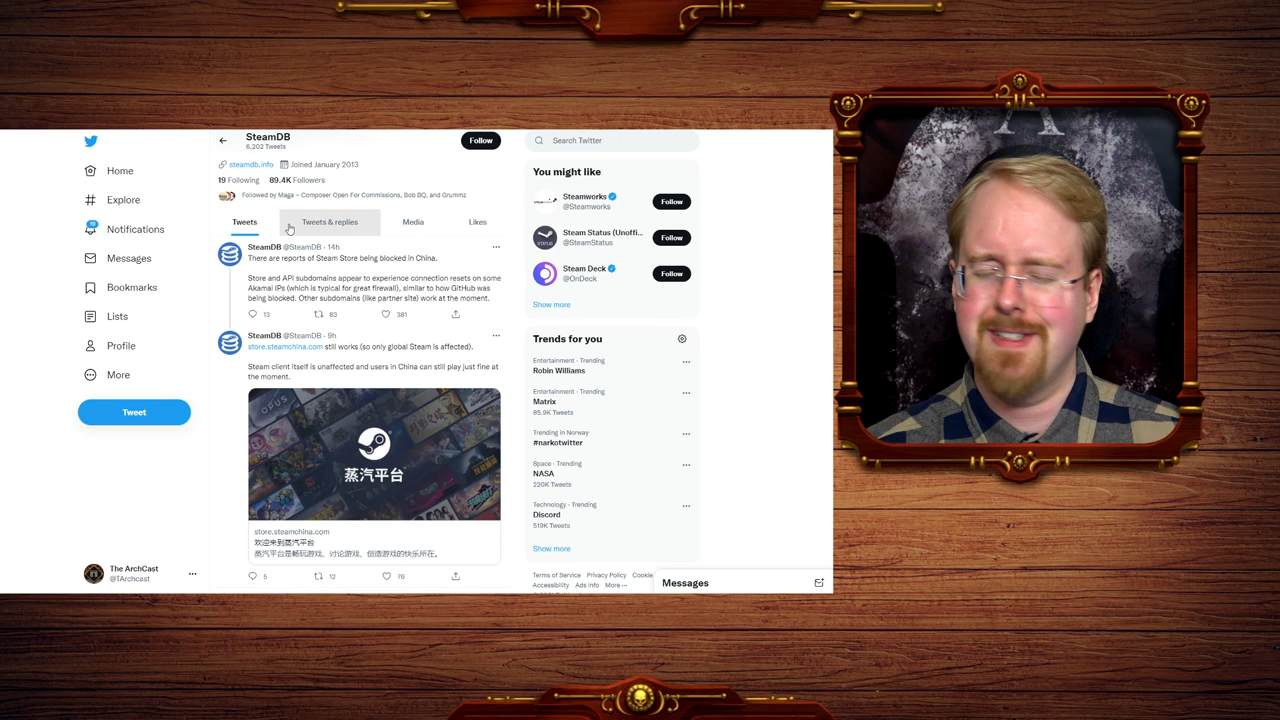 SteamDB
6,202 Tweets
Follow
steamdb.info Joined January 2013
19 Following 89.4K Followers
Followed by Maga – Composer Open For Commissions, Bob BQ, and Grummz
Tweets Tweets & replies Media Likes
Home
Explore
Notifications
Messages
Bookmarks
Lists
Profile
More
Tweet
The ArchCast
@TArchcast
SteamDB @SteamDB · 14h
There are reports of Steam Store being blocked in China.
Store and API subdomains appear to experience connection resets on some
Akamai IPs (which is typical for great firewall), similar to how GitHub was
being blocked. Other subdomains (like partner site) work at the moment.
13 83 381
SteamDB @SteamDB · 9h
store.steamchina.com still works (so only global Steam is affected).
Steam client itself is unaffected and users in China can still play just fine at
the moment.
蒸汽平台
store.steamchina.com
欢迎来到蒸汽平台
蒸汽平台是畅玩游戏、讨论游戏、创造游戏的快乐所在。
5 12 76
Search Twitter
You might like
Steamworks
@Steamworks
Follow
Steam Status (Unoffi...
@SteamStatus
Follow
Steam Deck
@OnDeck
Follow
Show more
Trends for you
Entertainment · Trending
Robin Williams
Entertainment · Trending
Matrix
85.9K Tweets
Trending in Norway
#narkotwitter
Space · Trending
NASA
220K Tweets
Technology · Trending
Discord
519K Tweets
Show more
Terms of Service Privacy Policy Cookie
Accessibility Ads info More ···
Messages
A